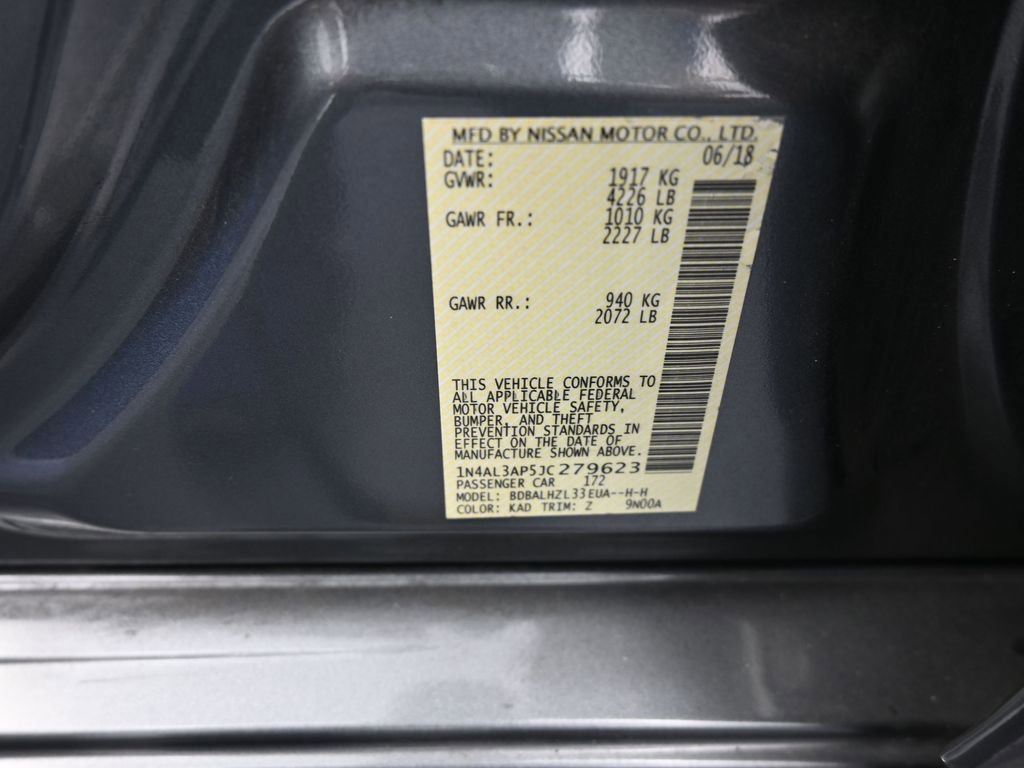 MFD BY NISSAN MOTOR CO., LTD.
DATE: 06/18
GVWR: 1917 KG
4226 LB
GAWR FR.: 1010 KG
2227 LB
GAWR RR.: 940 KG
2072 LB
THIS VEHICLE CONFORMS TO
ALL APPLICABLE FEDERAL
MOTOR VEHICLE SAFETY,
BUMPER, AND THEFT
PREVENTION STANDARDS IN
EFFECT ON THE DATE OF
MANUFACTURE SHOWN ABOVE.
1N4AL3AP5JC279623
PASSENGER CAR 172
MODEL: BDBALHZL33EUA--H-H
COLOR: KAD TRIM: Z 9N00A